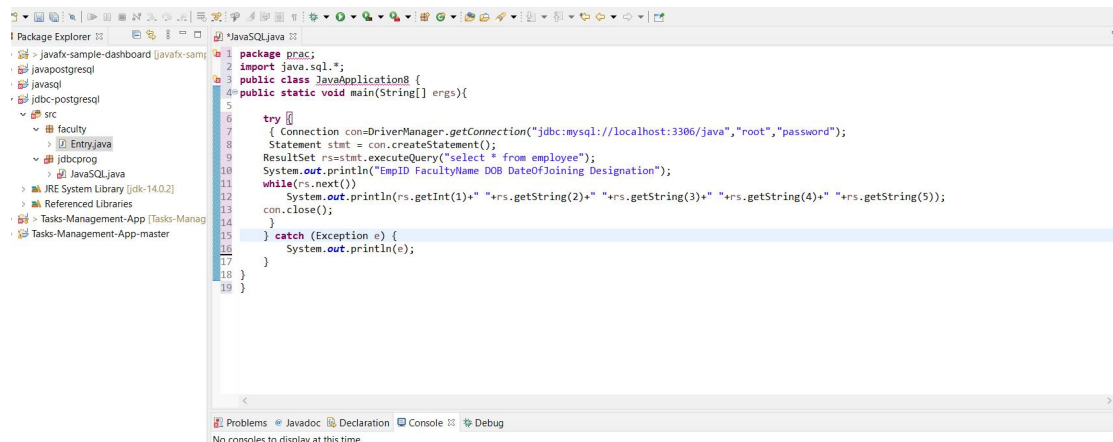 Package Explorer
> javafx-sample-dashboard [javafx-samp
javapostgresql
javasql
jdbc-postgresql
src
faculty
> Entry.java
jdbcprog
> JavaSQL.java
JRE System Library [jdk-14.0.2]
Referenced Libraries
> Tasks-Management-App [Tasks-Manag
Tasks-Management-App-master
*JavaSQL.java
1 package prac;
2 import java.sql.*;
3 public class JavaApplication8 {
4 public static void main(String[] ergs){
5
6 try {
7 { Connection con=DriverManager.getConnection("jdbc:mysql://localhost:3306/java","root","password");
8 Statement stmt = con.createStatement();
9 ResultSet rs=stmt.executeQuery("select * from employee");
10 System.out.println("EmpID FacultyName DOB DateOfJoining Designation");
11 while(rs.next())
12 System.out.println(rs.getInt(1)+" "+rs.getString(2)+" "+rs.getString(3)+" "+rs.getString(4)+" "+rs.getString(5));
13 con.close();
14 }
15 } catch (Exception e) {
16 System.out.println(e);
17 }
18 }
19 }
Problems @ Javadoc Declaration Console Debug
No consoles to display at this time.